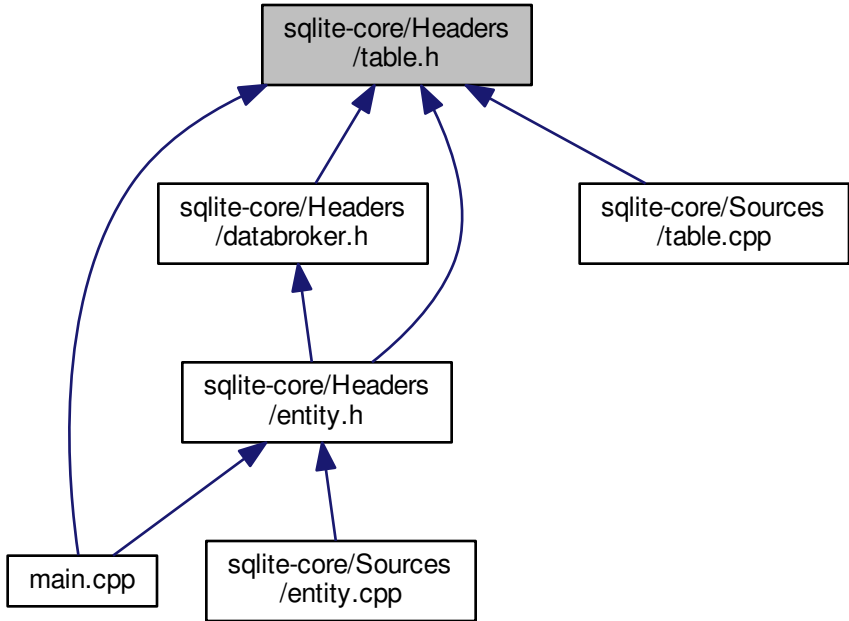 sqlite-core/Headers
/table.h
sqlite-core/Headers
/databroker.h
sqlite-core/Sources
/table.cpp
sqlite-core/Headers
/entity.h
main.cpp
sqlite-core/Sources
/entity.cpp